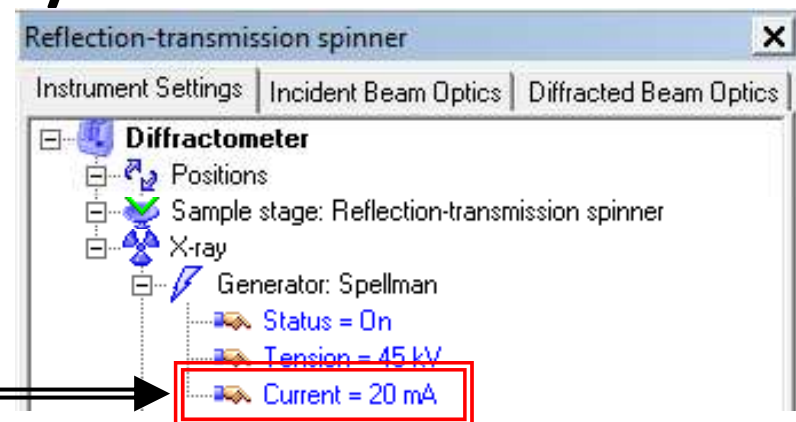 Reflection-transmission spinner
Instrument Settings Incident Beam Optics Diffracted Beam Optics
Diffractometer
Positions
Sample stage: Reflection-transmission spinner
X-ray
Generator: Spellman
Status = On
Tension = 45 kV
Current = 20 mA